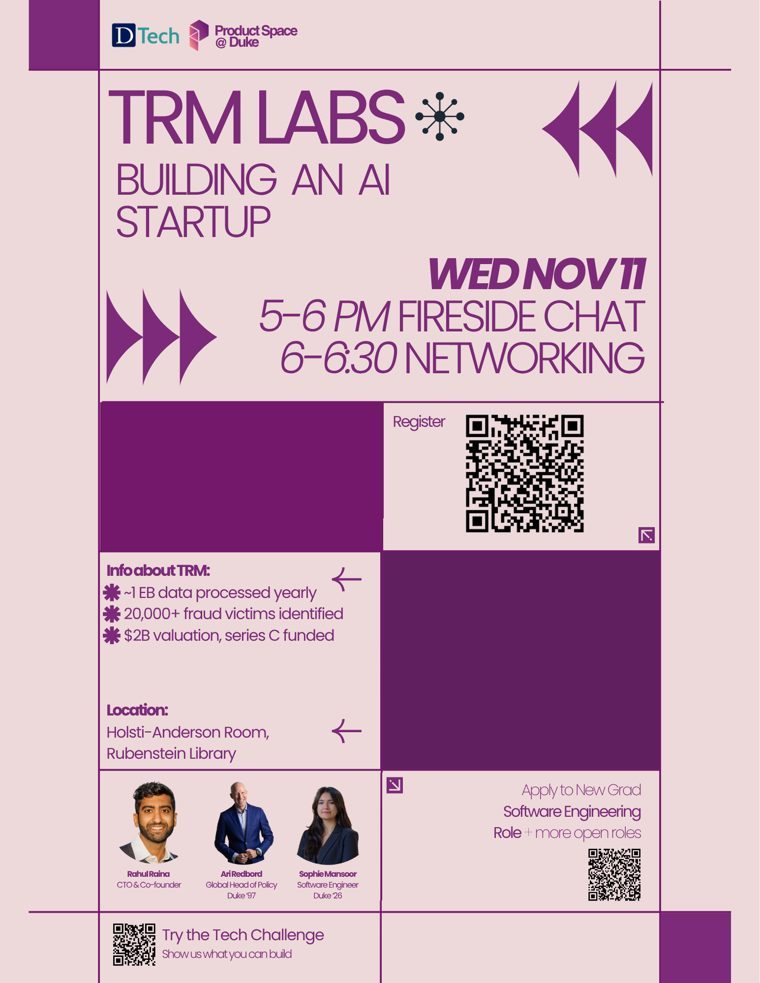 D Tech
Product Space
@ Duke
TRM LABS
BUILDING AN AI
STARTUP
WED NOV 11
5-6 PM FIRESIDE CHAT
6-6:30 NETWORKING
Register
Info about TRM:
~1 EB data processed yearly
20,000+ fraud victims identified
$2B valuation, series C funded
Location:
Holsti-Anderson Room,
Rubenstein Library
Rahul Raina
CTO & Co-founder
Ari Redbord
Global Head of Policy
Duke '97
Sophie Mansoor
Software Engineer
Duke '26
Apply to New Grad
Software Engineering
Role + more open roles
Try the Tech Challenge
Show us what you can build